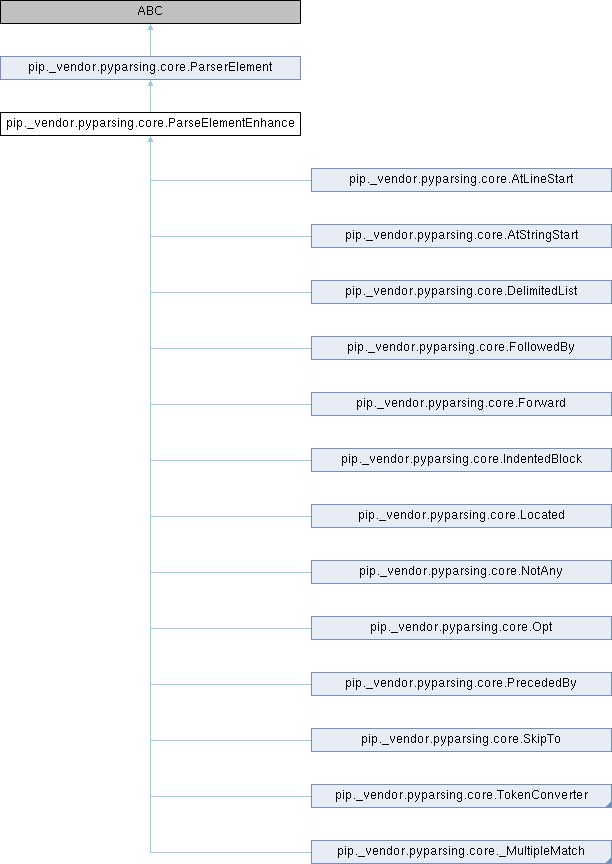 ABC
pip._vendor.pyparsing.core.ParserElement
pip._vendor.pyparsing.core.ParseElementEnhance
pip._vendor.pyparsing.core.AtLineStart
pip._vendor.pyparsing.core.AtStringStart
pip._vendor.pyparsing.core.DelimitedList
pip._vendor.pyparsing.core.FollowedBy
pip._vendor.pyparsing.core.Forward
pip._vendor.pyparsing.core.IndentedBlock
pip._vendor.pyparsing.core.Located
pip._vendor.pyparsing.core.NotAny
pip._vendor.pyparsing.core.Opt
pip._vendor.pyparsing.core.PrecededBy
pip._vendor.pyparsing.core.SkipTo
pip._vendor.pyparsing.core.TokenConverter
pip._vendor.pyparsing.core._MultipleMatch